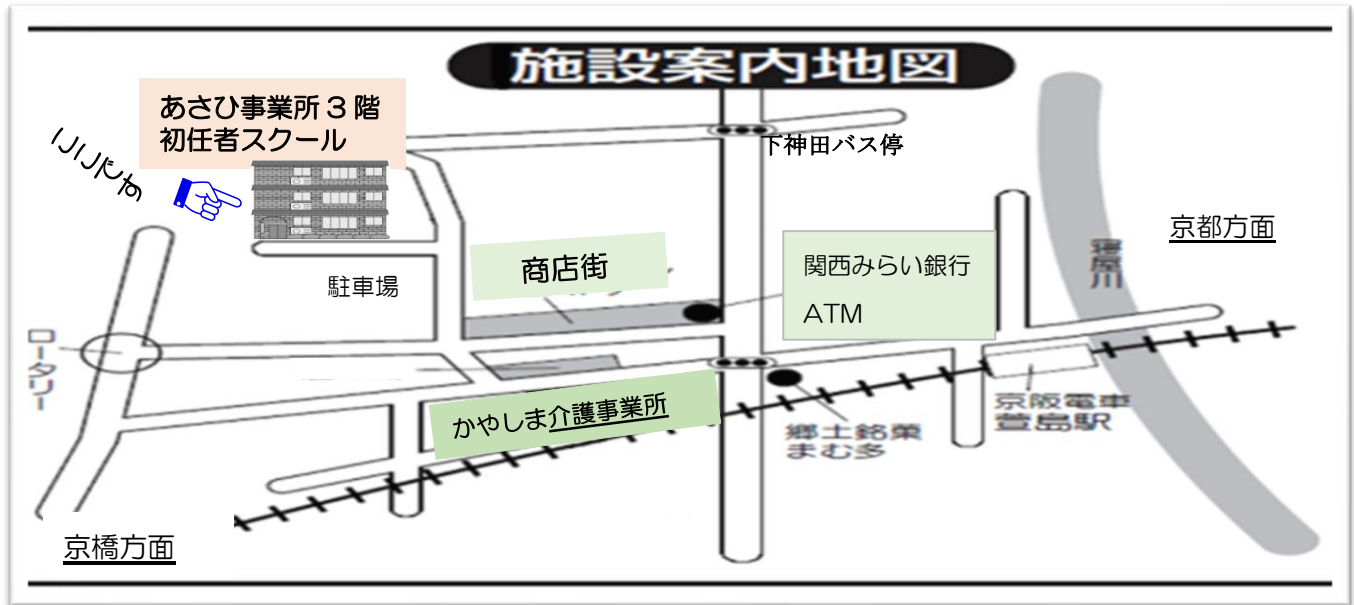 施設案内地図
あさひ事業所3階
初任者スクール
ここです
下神田バス停
京都方面
寝屋川
商店街
関西みらい銀行
ATM
駐車場
ロータリー
かやしま介護事業所
郷土銘菓
まむ多
京阪電車
萱島駅
京橋方面